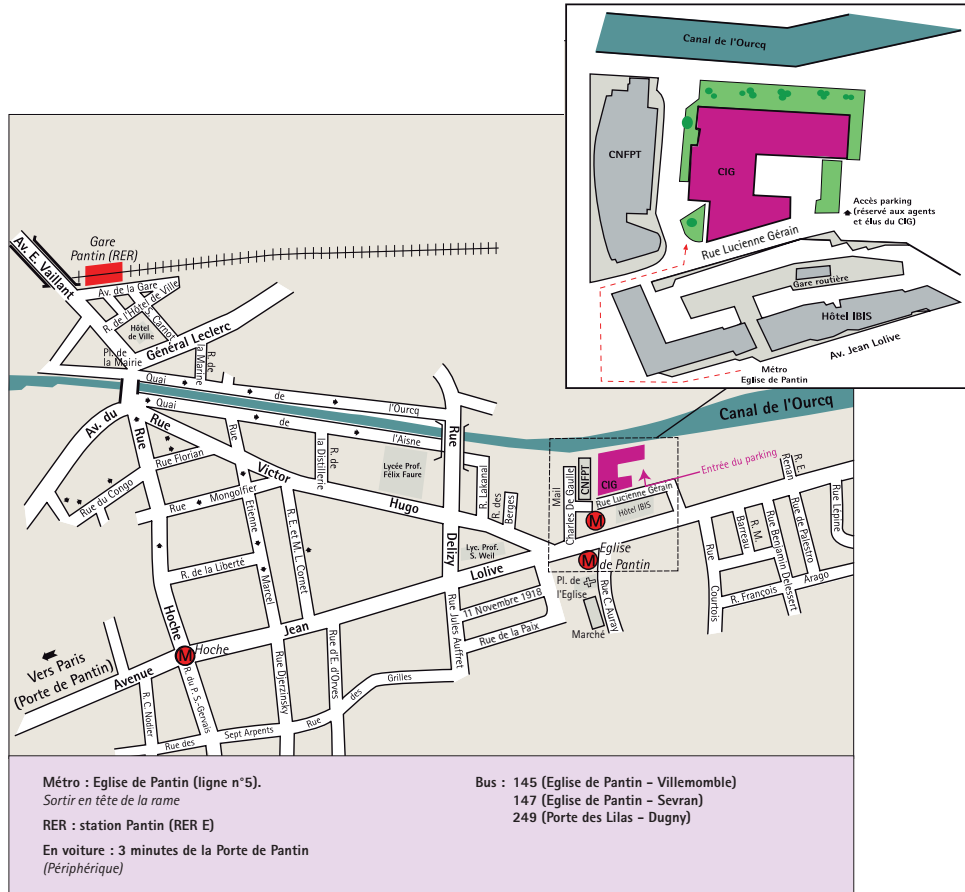 Canal de l'Ourcq
CNFPT
CIG
Accès parking
(réservé aux agents
et élus du CIG)
Rue Lucienne Gérain
Gare routière
Hôtel IBIS
Av. Jean Lolive
Métro
Eglise de Pantin
Gare
Pantin (RER)
Av. E. Vaillant
Av. de la Gare
R. de l'Hôtel de Ville
S. Carnot
Hôtel
de Ville
Général Leclerc
Pl. de
la Mairie
R. de
la Marine
Quai de l'Ourcq
Quai de l'Aisne
Canal de l'Ourcq
Av. du
Rue Hoche
Rue Victor Hugo
Rue Florian
Rue du Congo
Rue Mongolfier
Rue Etienne Marcel
R. E. et M. L. Cornet
R. de
la Distillerie
Lycée Prof.
Félix Faure
Rue Delizy
R. Lakanal
R. des
Berges
Lyc. Prof.
S. Weil
Mail
Charles De Gaulle
CNFPT
CIG
Entrée du parking
Rue Lucienne Gérain
Hôtel IBIS
M
M
Eglise
de Pantin
Pl. de
l'Eglise
Rue C. Auray
Marché
R. E.
Renan
Rue Lépine
Rue de Palestro
Rue Benjamin Delessert
R. M.
Barreau
Rue
Courtois
R. François Arago
R. de la Liberté
Avenue Jean Lolive
M
Hoche
11 Novembre 1918
Rue de la Paix
Rue Jules Auffret
Vers Paris
(Porte de Pantin)
R. C. Nodier
R. du P. S.-Gervais
Rue Djerzinsky
Rue d'E. d'Orves
Rue des Sept Arpents
Rue des Grilles
Métro : Eglise de Pantin (ligne n°5).
Sortir en tête de la rame
RER : station Pantin (RER E)
En voiture : 3 minutes de la Porte de Pantin
(Périphérique)
Bus : 145 (Eglise de Pantin – Villemomble)
147 (Eglise de Pantin – Sevran)
249 (Porte des Lilas – Dugny)